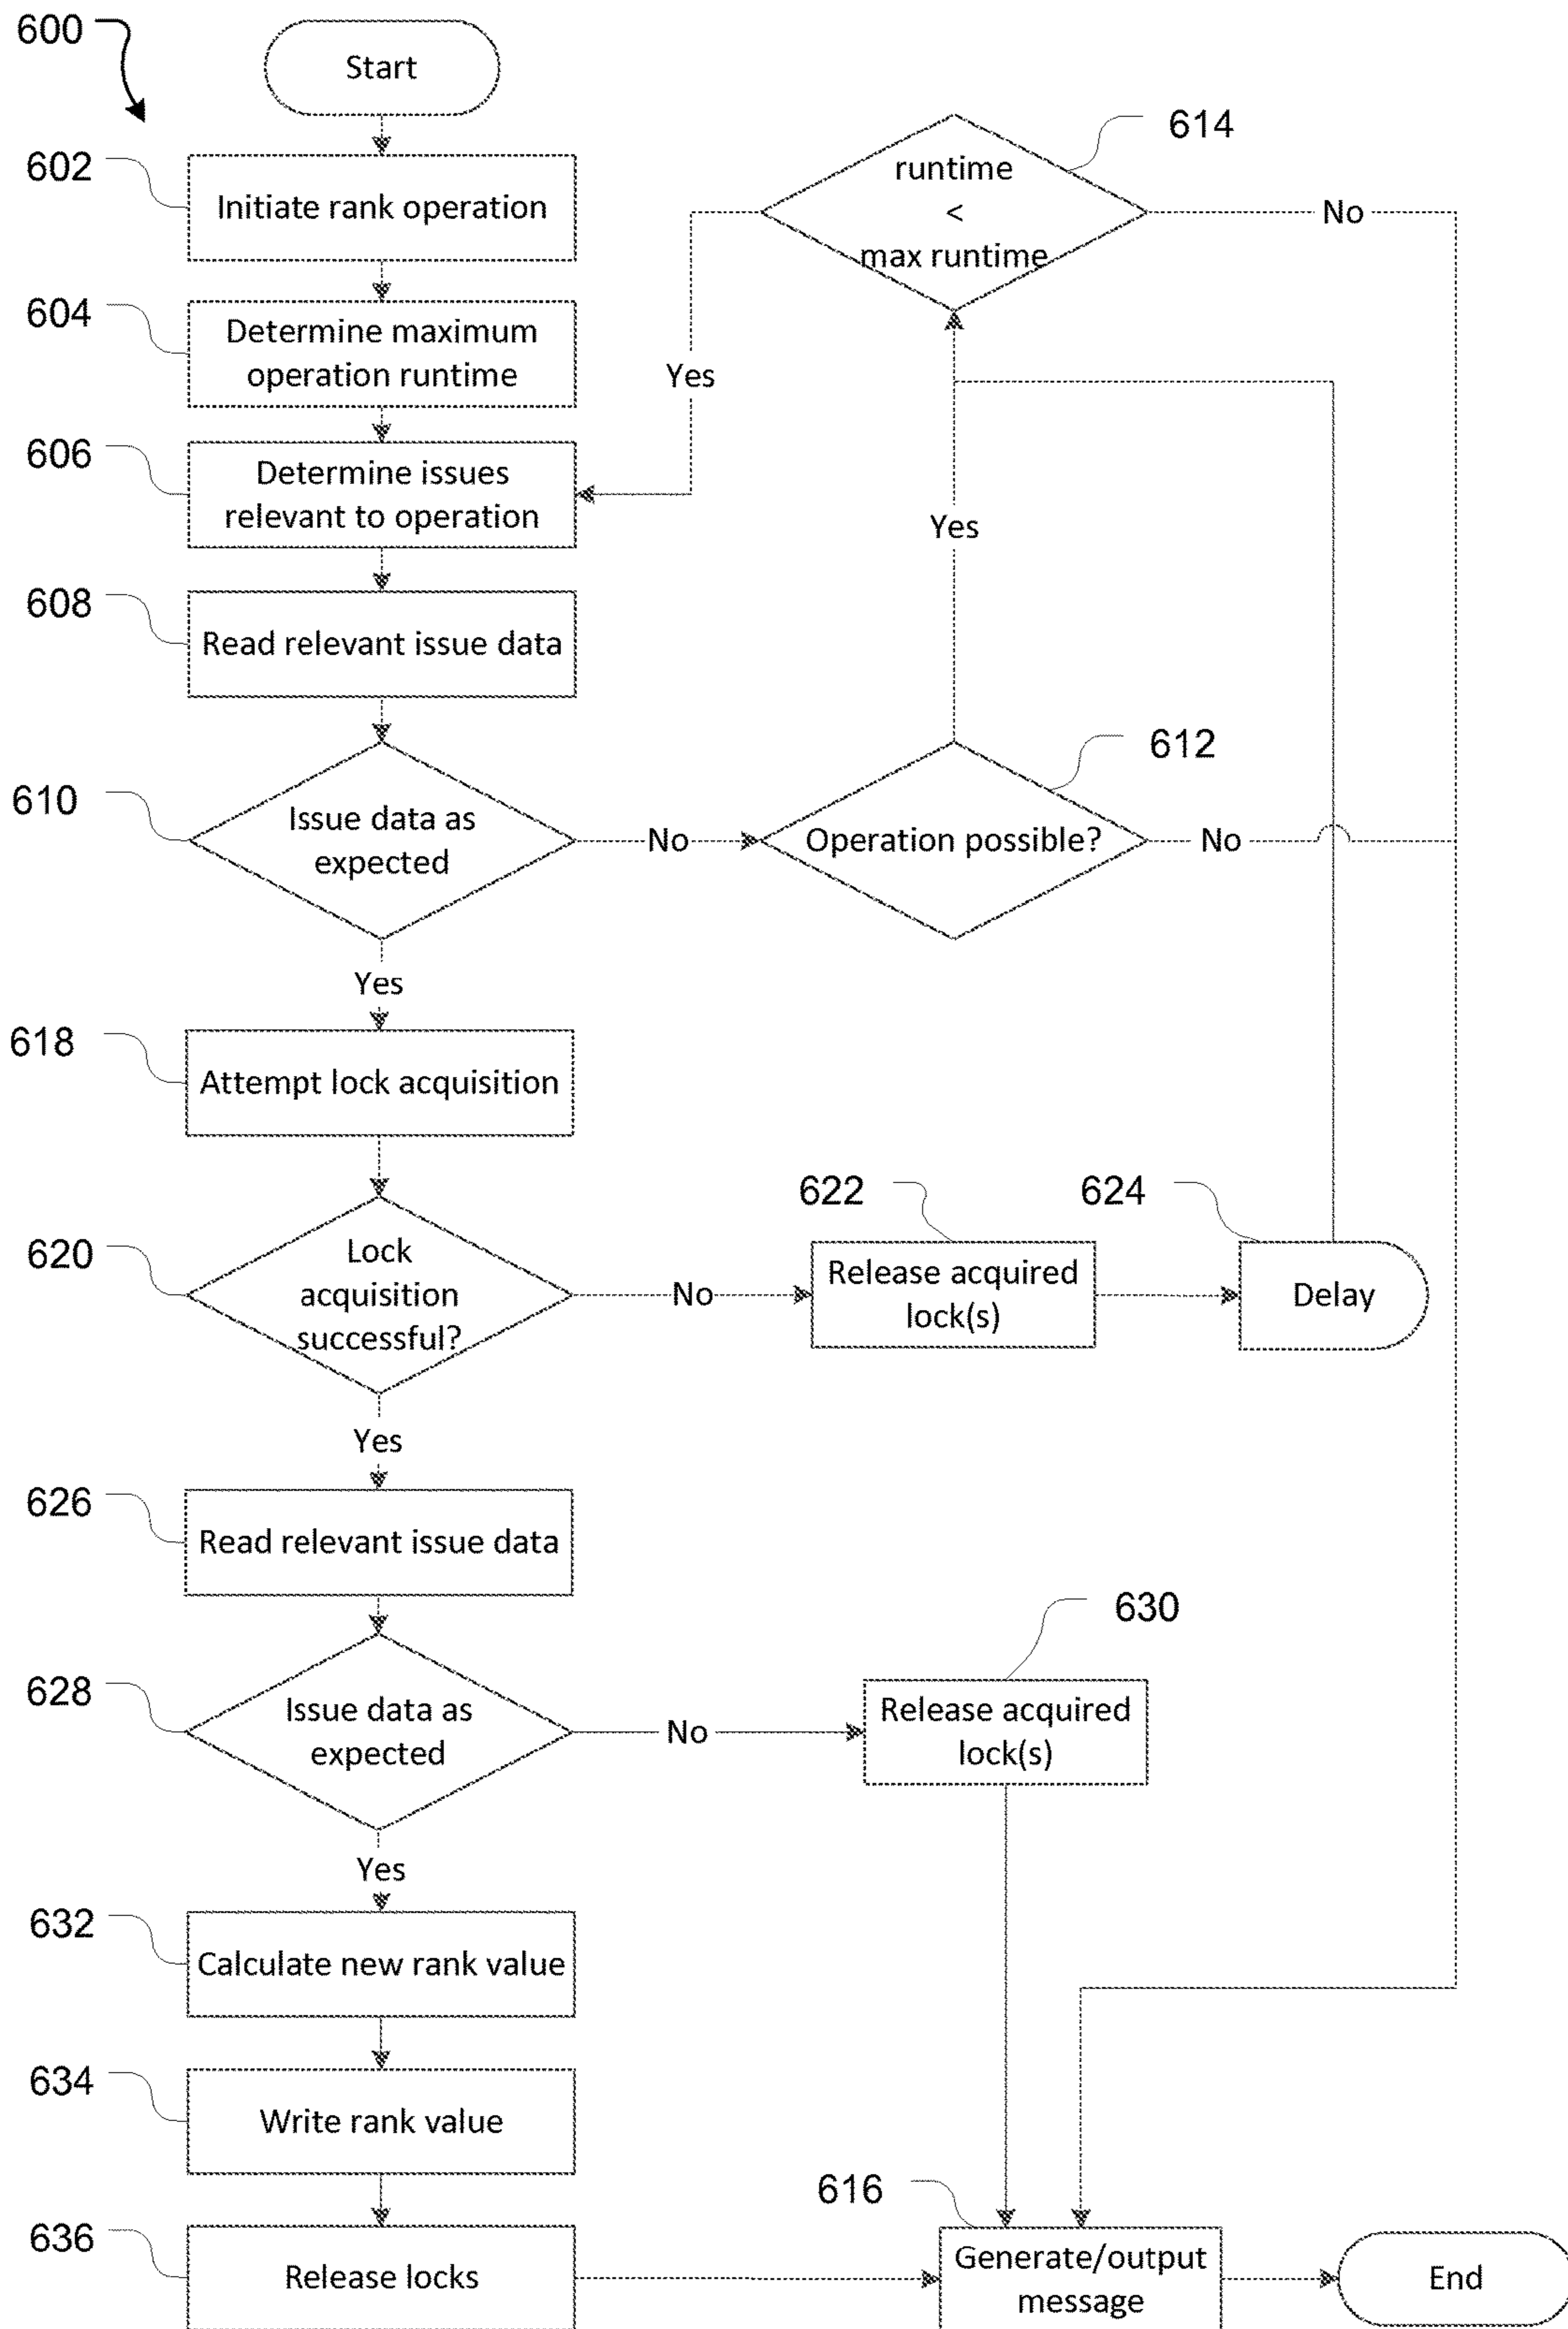 600
Start
614
602
Initiate rank operation
runtime
<
max runtime
No
604
Determine maximum
operation runtime
Yes
606
Determine issues
relevant to operation
Yes
608
Read relevant issue data
612
610
Issue data as
expected
No
Operation possible?
No
Yes
618
Attempt lock acquisition
622
624
620
Lock
acquisition
successful?
No
Release acquired
lock(s)
Delay
Yes
626
Read relevant issue data
630
628
Issue data as
expected
No
Release acquired
lock(s)
Yes
632
Calculate new rank value
634
Write rank value
616
636
Release locks
Generate/output
message
End